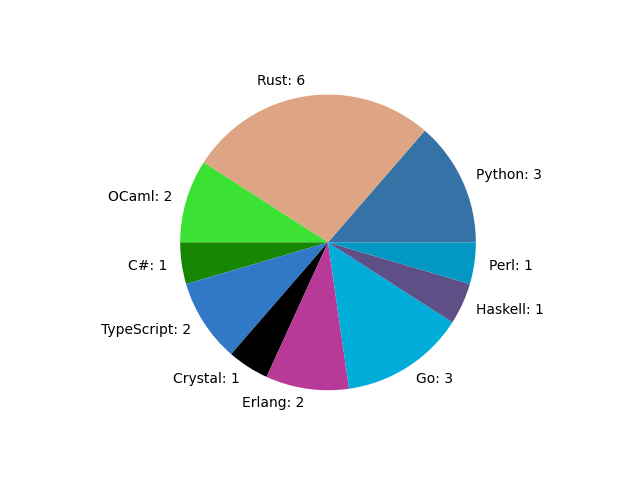 Rust: 6
Python: 3
OCaml: 2
C#: 1
Perl: 1
Haskell: 1
TypeScript: 2
Crystal: 1
Go: 3
Erlang: 2